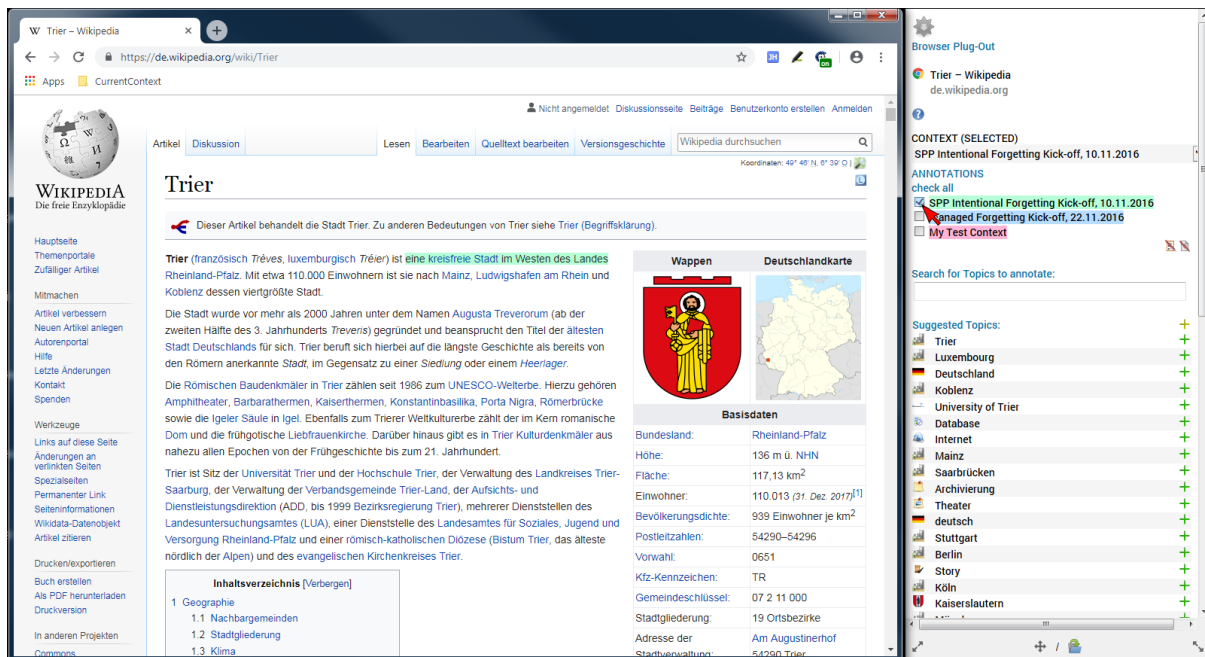 W Trier – Wikipedia
https://de.wikipedia.org/wiki/Trier
JH
on
Apps
CurrentContext
WIKIPEDIA
Die freie Enzyklopädie
Hauptseite
Themenportale
Zufälliger Artikel
Mitmachen
Artikel verbessern
Neuen Artikel anlegen
Autorenportal
Hilfe
Letzte Änderungen
Kontakt
Spenden
Werkzeuge
Links auf diese Seite
Änderungen an
verlinkten Seiten
Spezialseiten
Permanenter Link
Seiteninformationen
Wikidata-Datenobjekt
Artikel zitieren
Drucken/exportieren
Buch erstellen
Als PDF herunterladen
Druckversion
In anderen Projekten
Commons
Nicht angemeldet Diskussionsseite Beiträge Benutzerkonto erstellen Anmelden
Artikel Diskussion Lesen Bearbeiten Quelltext bearbeiten Versionsgeschichte Wikipedia durchsuchen
Koordinaten: 49° 46′ N, 6° 39′ O |
Trier
Dieser Artikel behandelt die Stadt Trier. Zu anderen Bedeutungen von Trier siehe Trier (Begriffsklärung).
Trier (französisch Trèves, luxemburgisch Tréier) ist eine kreisfreie Stadt im Westen des Landes
Rheinland-Pfalz. Mit etwa 110.000 Einwohnern ist sie nach Mainz, Ludwigshafen am Rhein und
Koblenz dessen viertgrößte Stadt.
Die Stadt wurde vor mehr als 2000 Jahren unter dem Namen Augusta Treverorum (ab der
zweiten Hälfte des 3. Jahrhunderts Treveris) gegründet und beansprucht den Titel der ältesten
Stadt Deutschlands für sich. Trier beruft sich hierbei auf die längste Geschichte als bereits von
den Römern anerkannte Stadt, im Gegensatz zu einer Siedlung oder einem Heerlager.
Die Römischen Baudenkmäler in Trier zählen seit 1986 zum UNESCO-Welterbe. Hierzu gehören
Amphitheater, Barbarathermen, Kaiserthermen, Konstantinbasilika, Porta Nigra, Römerbrücke
sowie die Igeler Säule in Igel. Ebenfalls zum Trierer Weltkulturerbe zählt der im Kern romanische
Dom und die frühgotische Liebfrauenkirche. Darüber hinaus gibt es in Trier Kulturdenkmäler aus
nahezu allen Epochen von der Frühgeschichte bis zum 21. Jahrhundert.
Trier ist Sitz der Universität Trier und der Hochschule Trier, der Verwaltung des Landkreises Trier-
Saarburg, der Verwaltung der Verbandsgemeinde Trier-Land, der Aufsichts- und
Dienstleistungsdirektion (ADD, bis 1999 Bezirksregierung Trier), mehrerer Dienststellen des
Landesuntersuchungsamtes (LUA), einer Dienststelle des Landesamtes für Soziales, Jugend und
Versorgung Rheinland-Pfalz und einer römisch-katholischen Diözese (Bistum Trier, das älteste
nördlich der Alpen) und des evangelischen Kirchenkreises Trier.
Inhaltsverzeichnis [Verbergen]
1 Geographie
1.1 Nachbargemeinden
1.2 Stadtgliederung
1.3 Klima
Wappen Deutschlandkarte
Basisdaten
Bundesland: Rheinland-Pfalz
Höhe: 136 m ü. NHN
Fläche: 117,13 km2
Einwohner: 110.013 (31. Dez. 2017)[1]
Bevölkerungsdichte: 939 Einwohner je km2
Postleitzahlen: 54290–54296
Vorwahl: 0651
Kfz-Kennzeichen: TR
Gemeindeschlüssel: 07 2 11 000
Stadtgliederung: 19 Ortsbezirke
Adresse der Am Augustinerhof
Stadtverwaltung: 54290 Trier
Browser Plug-Out
Trier – Wikipedia
de.wikipedia.org
CONTEXT (SELECTED)
SPP Intentional Forgetting Kick-off, 10.11.2016
ANNOTATIONS
check all
SPP Intentional Forgetting Kick-off, 10.11.2016
Managed Forgetting Kick-off, 22.11.2016
My Test Context
Search for Topics to annotate:
Suggested Topics:
Trier
Luxembourg
Deutschland
Koblenz
University of Trier
Database
Internet
Mainz
Saarbrücken
Archivierung
Theater
deutsch
Stuttgart
Berlin
Story
Köln
Kaiserslautern
/